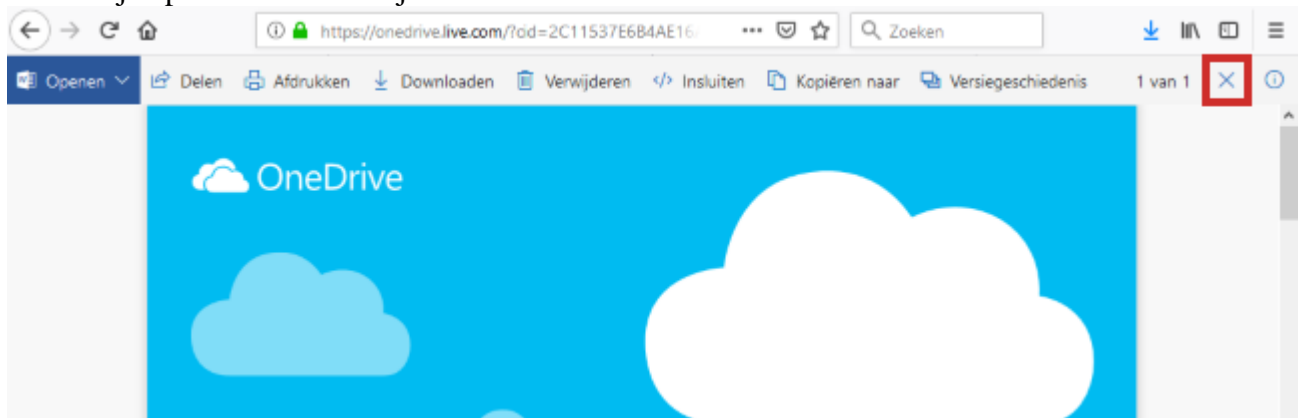 https://onedrive.live.com/?cid=2C11537E6B4AE16 Zoeken
Openen Delen Afdrukken Downloaden Verwijderen </> Insluiten Kopiëren naar Versiegeschiedenis 1 van 1
OneDrive